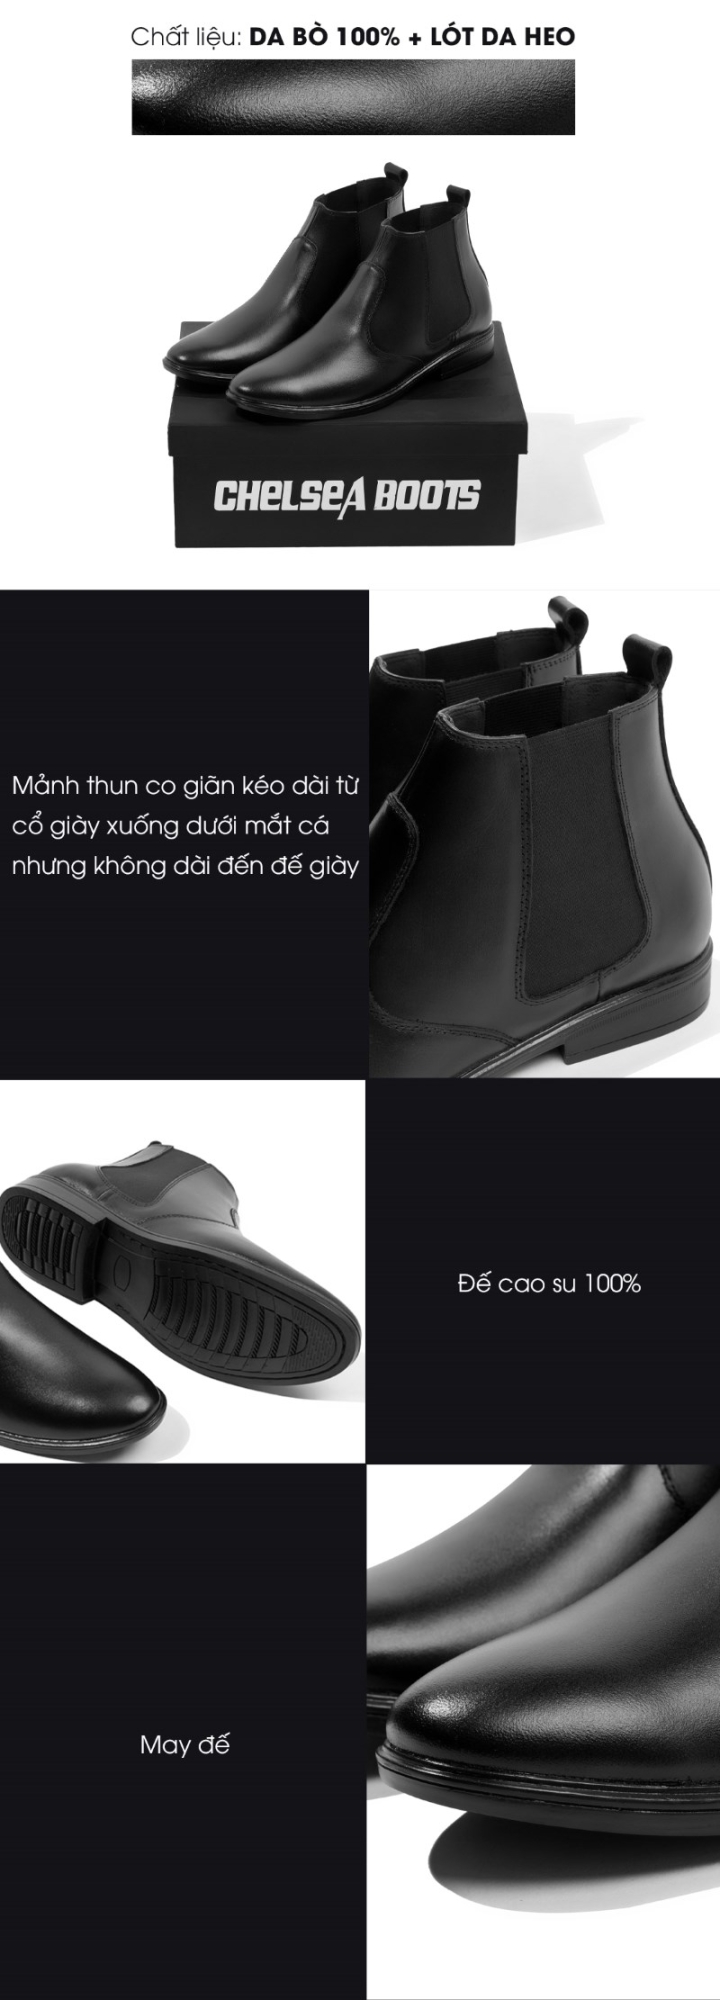 Chất liệu: DA BÒ 100% + LÓT DA HEO
CHELSEA BOOTS
Mảnh thun co giãn kéo dài từ
cổ giày xuống dưới mắt cá
nhưng không dài đến đế giày
Đế cao su 100%
May đế